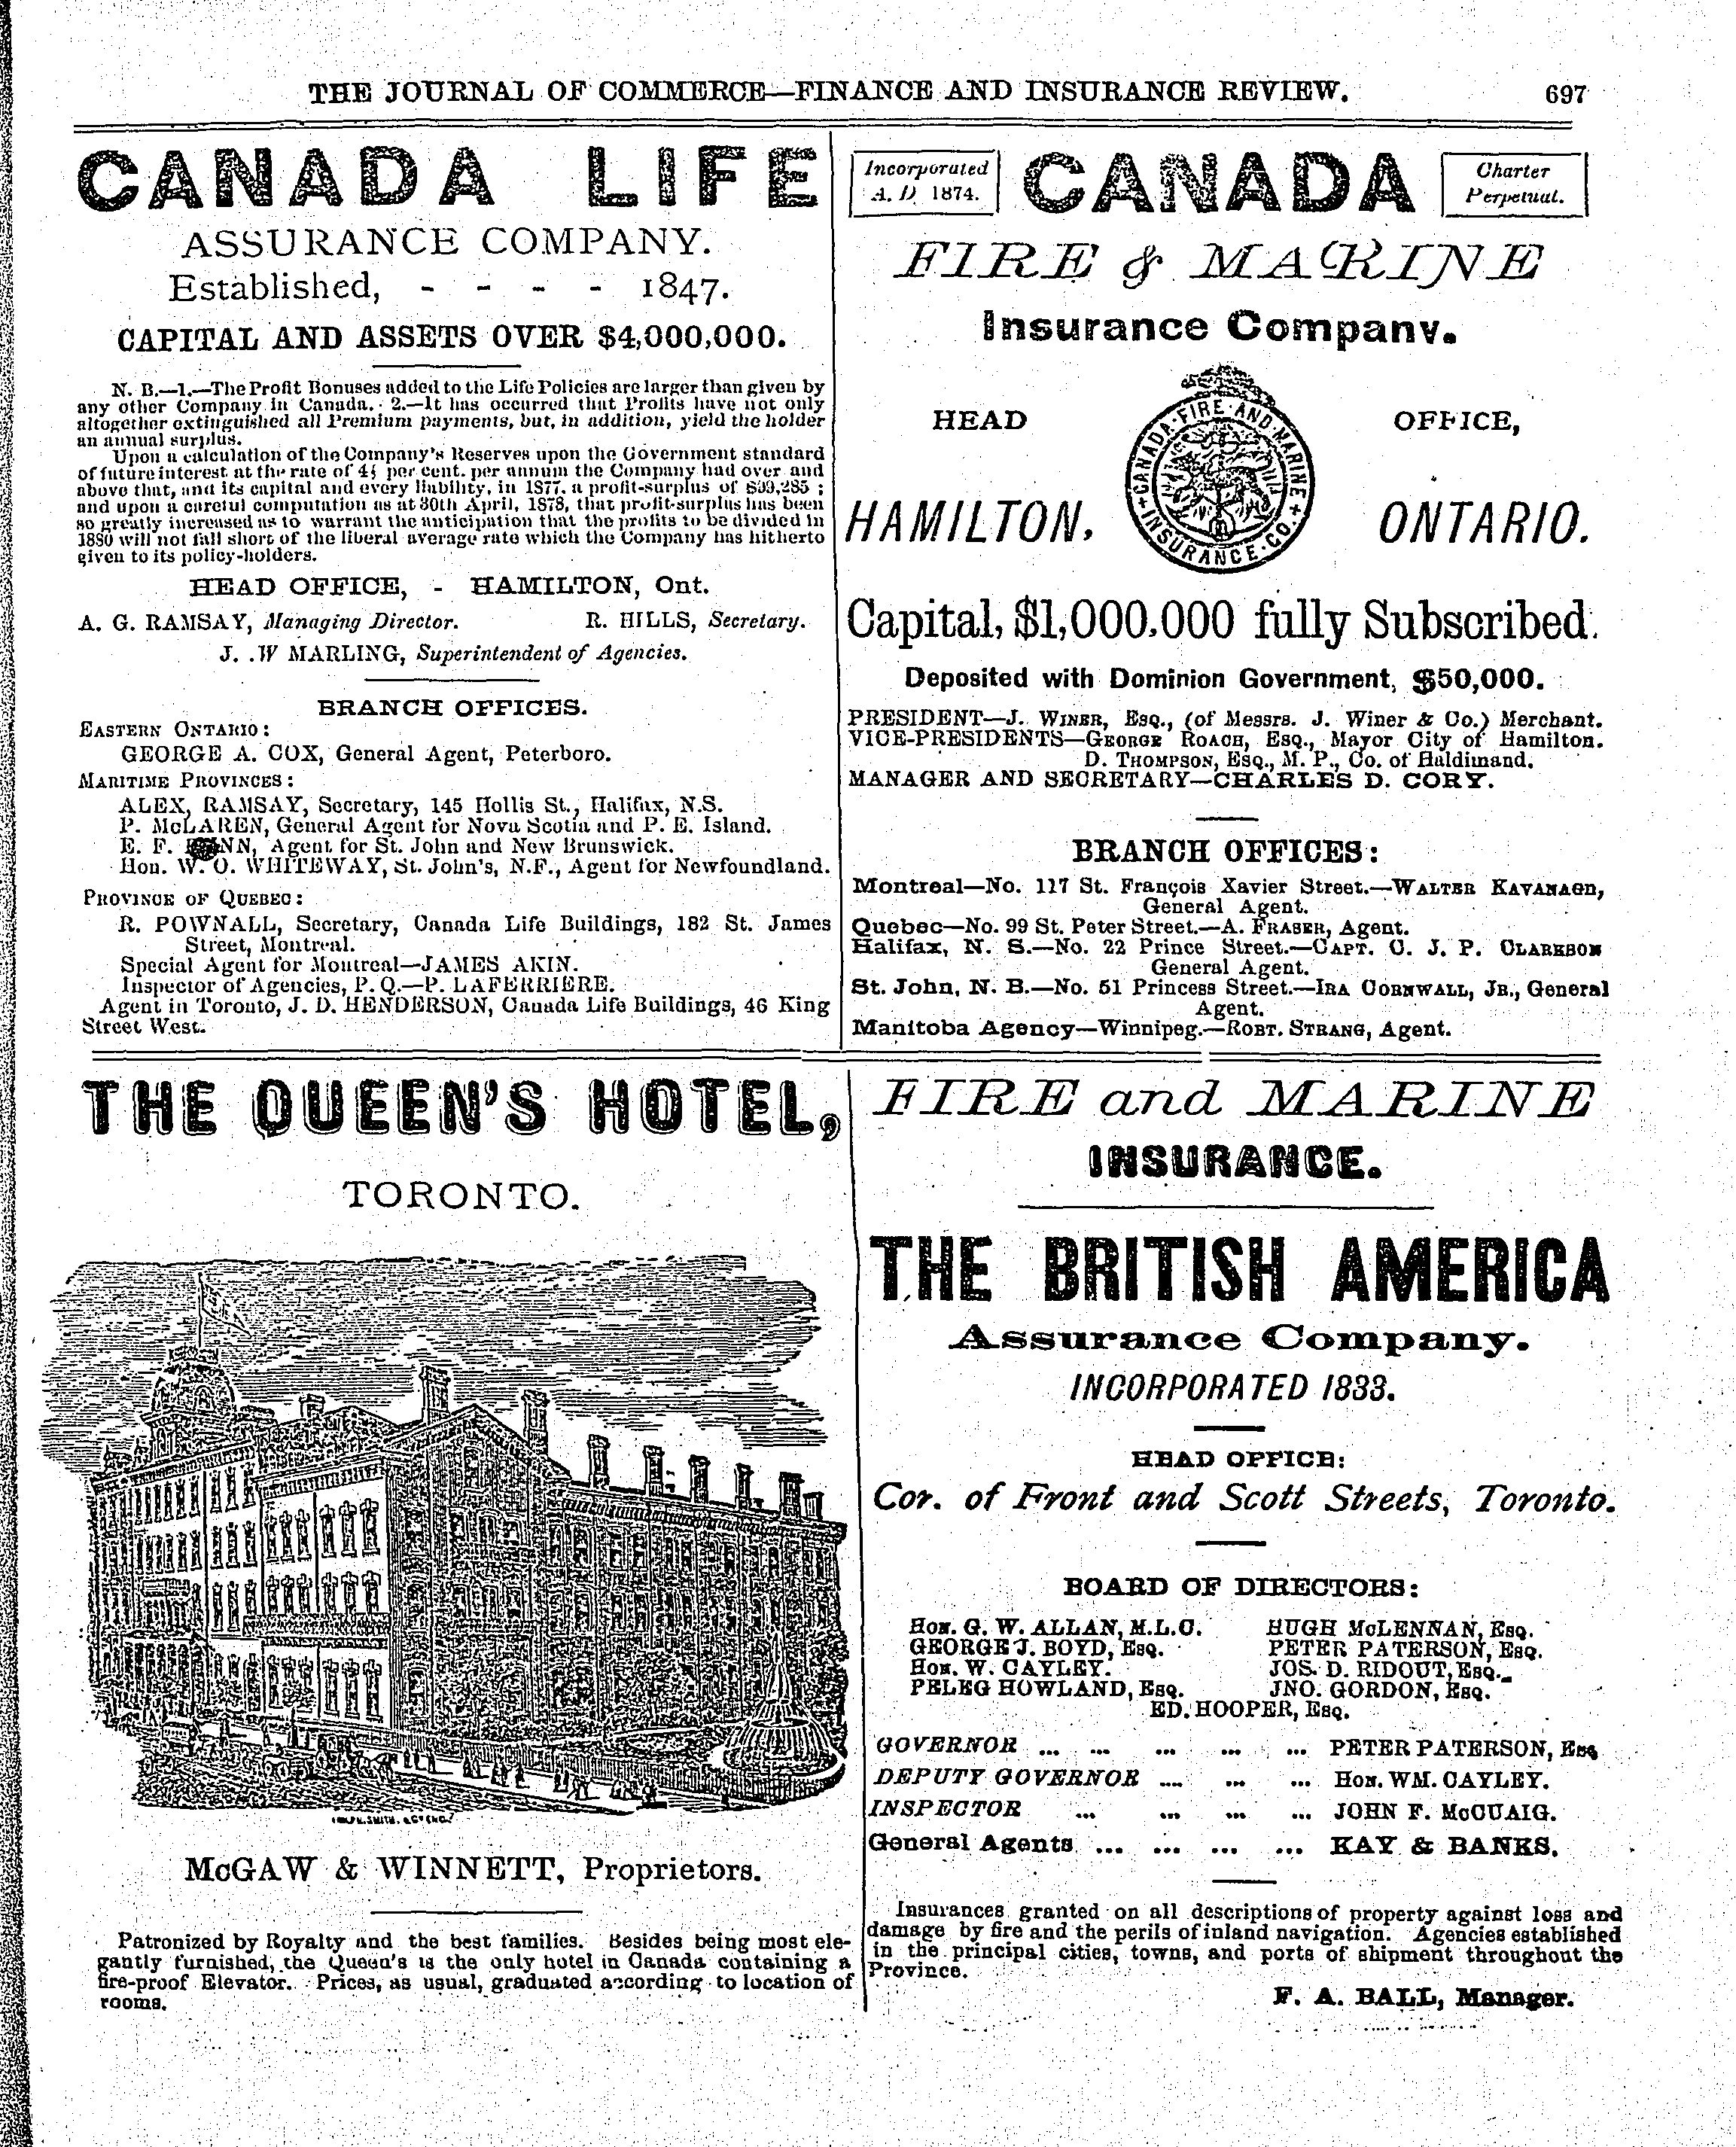 THE JOURNAL OF COMMERCE—FINANCE AND INSURANCE REVIEW. 697
CANADA LIFE
ASSURANCE COMPANY.
Established, - - - - 1847.
CAPITAL AND ASSETS OVER $4,000,000.
N. B.—1.—The Profit Bonuses added to the Life Policies are larger than given by
any other Company in Canada. 2.—It has occurred that Profits have not only
altogether extinguished all Premium payments, but, in addition, yield the holder
an annual surplus.
Upon a calculation of the Company's Reserves upon the Government standard
of future interest at the rate of 4½ per cent. per annum the Company had over and
above that, and its capital and every liability, in 1877, a profit-surplus of ;
and upon a careful computation as at 30th April, 1878, that profit-surplus has been
so greatly increased as to warrant the anticipation that the profits to be divided in
1880 will not fall short of the liberal average rate which the Company has hitherto
given to its policy-holders.
HEAD OFFICE, - HAMILTON, Ont.
A. G. RAMSAY, Managing Director. R. HILLS, Secretary.
J. .W MARLING, Superintendent of Agencies.
BRANCH OFFICES.
EASTERN ONTARIO:
GEORGE A. COX, General Agent, Peterboro.
MARITIME PROVINCES:
ALEX, RAMSAY, Secretary, 145 Hollis St., Halifax, N.S.
P. McLAREN, General Agent for Nova Scotia and P. E. Island.
E. F. Agent for St. John and New Brunswick.
Hon. W. O. WHITEWAY, St. John's, N.F., Agent for Newfoundland.
PROVINCE OF QUEBEC:
R. POWNALL, Secretary, Canada Life Buildings, 182 St. James
Street, Montreal.
Special Agent for Montreal—JAMES AKIN.
Inspector of Agencies, P. Q.—P. LAFERRIERE.
Agent in Toronto, J. D. HENDERSON, Canada Life Buildings, 46 King
Street West.
Incorporated
A. D. 1874.
CANADA
Charter
Perpetual.
FIRE & MARINE
Insurance Company.
HEAD OFFICE,
CANADA·FIRE·AND·MARINE
INSURANCE·CO.
HAMILTON, ONTARIO.
Capital, $1,000,000 fully Subscribed.
Deposited with Dominion Government, $50,000.
PRESIDENT—J. WINER, ESQ., (of Messrs. J. Winer & Co.) Merchant.
VICE-PRESIDENTS—GEORGE ROACH, ESQ., Mayor City of Hamilton.
D. THOMPSON, ESQ., M. P., Co. of Haldimand.
MANAGER AND SECRETARY—CHARLES D. CORY.
BRANCH OFFICES:
Montreal—No. 117 St. François Xavier Street.—WALTER KAVANAGH,
General Agent.
Quebec—No. 99 St. Peter Street.—A. FRASER, Agent.
Halifax, N. S.—No. 22 Prince Street.—CAPT. C. J. P. CLARKSON
General Agent.
St. John, N. B.—No. 51 Princess Street.—IRA CORNWALL, JR., General
Agent.
Manitoba Agency—Winnipeg.—ROBT. STRANG, Agent.
THE QUEEN'S HOTEL,
TORONTO.
McGAW & WINNETT, Proprietors.
Patronized by Royalty and the best families. Besides being most ele-
gantly furnished, the Queen's is the only hotel in Canada containing a
fire-proof Elevator. Prices, as usual, graduated according to location of
rooms.
FIRE and MARINE
INSURANCE.
THE BRITISH AMERICA
Assurance Company.
INCORPORATED 1833.
HEAD OFFICE:
Cor. of Front and Scott Streets, Toronto.
BOARD OF DIRECTORS:
HON. G. W. ALLAN, M.L.C. HUGH McLENNAN, ESQ.
GEORGE J. BOYD, ESQ. PETER PATERSON, ESQ.
HON. W. CAYLEY. JOS. D. RIDOUT, ESQ.
PELEG HOWLAND, ESQ. JNO. GORDON, ESQ.
ED. HOOPER, ESQ.
GOVERNOR ... ... ... ... ... PETER PATERSON, ESQ
DEPUTY GOVERNOR .... ... ... HON. WM. CAYLEY.
INSPECTOR ... ... ... ... JOHN F. McCUAIG.
General Agents ... ... ... ... KAY & BANKS.
Insurances granted on all descriptions of property against loss and
damage by fire and the perils of inland navigation. Agencies established
in the principal cities, towns, and ports of shipment throughout the
Province.
F. A. BALL, Manager.